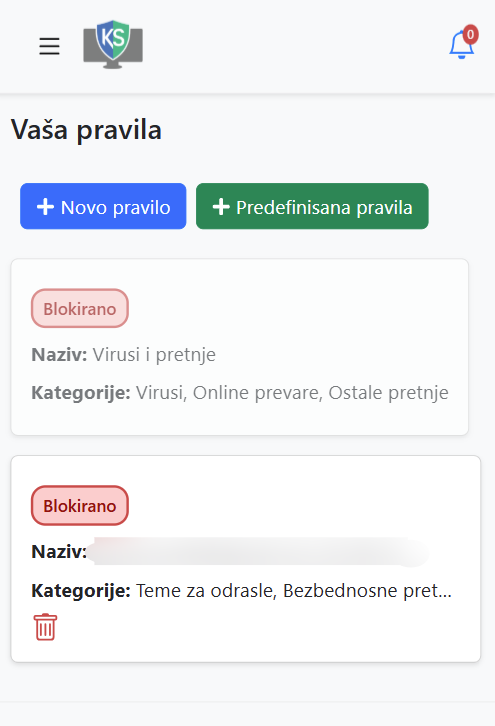 KS
0
Vaša pravila
+ Novo pravilo
+ Predefinisana pravila
Blokirano
Naziv: Virusi i pretnje
Kategorije: Virusi, Online prevare, Ostale pretnje
Blokirano
Naziv:
Kategorije: Teme za odrasle, Bezbednosne pret...